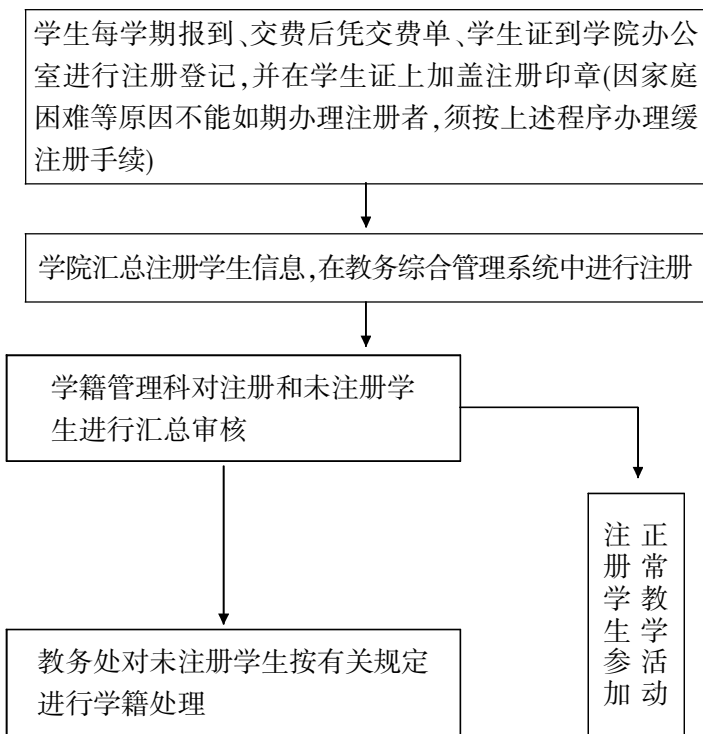 学生每学期报到、交费后凭交费单、学生证到学院办公
室进行注册登记,并在学生证上加盖注册印章(因家庭
困难等原因不能如期办理注册者,须按上述程序办理缓
注册手续)
学院汇总注册学生信息,在教务综合管理系统中进行注册
学籍管理科对注册和未注册学
生进行汇总审核
注册学生参加
正常教学活动
教务处对未注册学生按有关规定
进行学籍处理